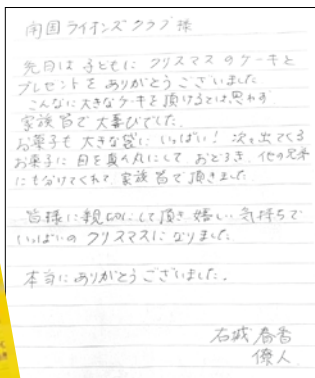 南国ライオンズクラブ様
先日は子どもに クリスマスのケーキと
プレゼントを ありがとうございました
こんなに大きなケーキを頂けるとは思わず
家族皆で大喜びでした。
お菓子も 大きな袋に いっぱい! 次々出てくる
お菓子に 目を真ん丸にして、おどろき、他の兄弟
にも分けてくれて、家族皆で頂きました。
皆様に親切にして頂き 嬉しい気持ちで
いっぱいの クリスマスになりました。
本当にありがとうございました。
石城 春香
僚人